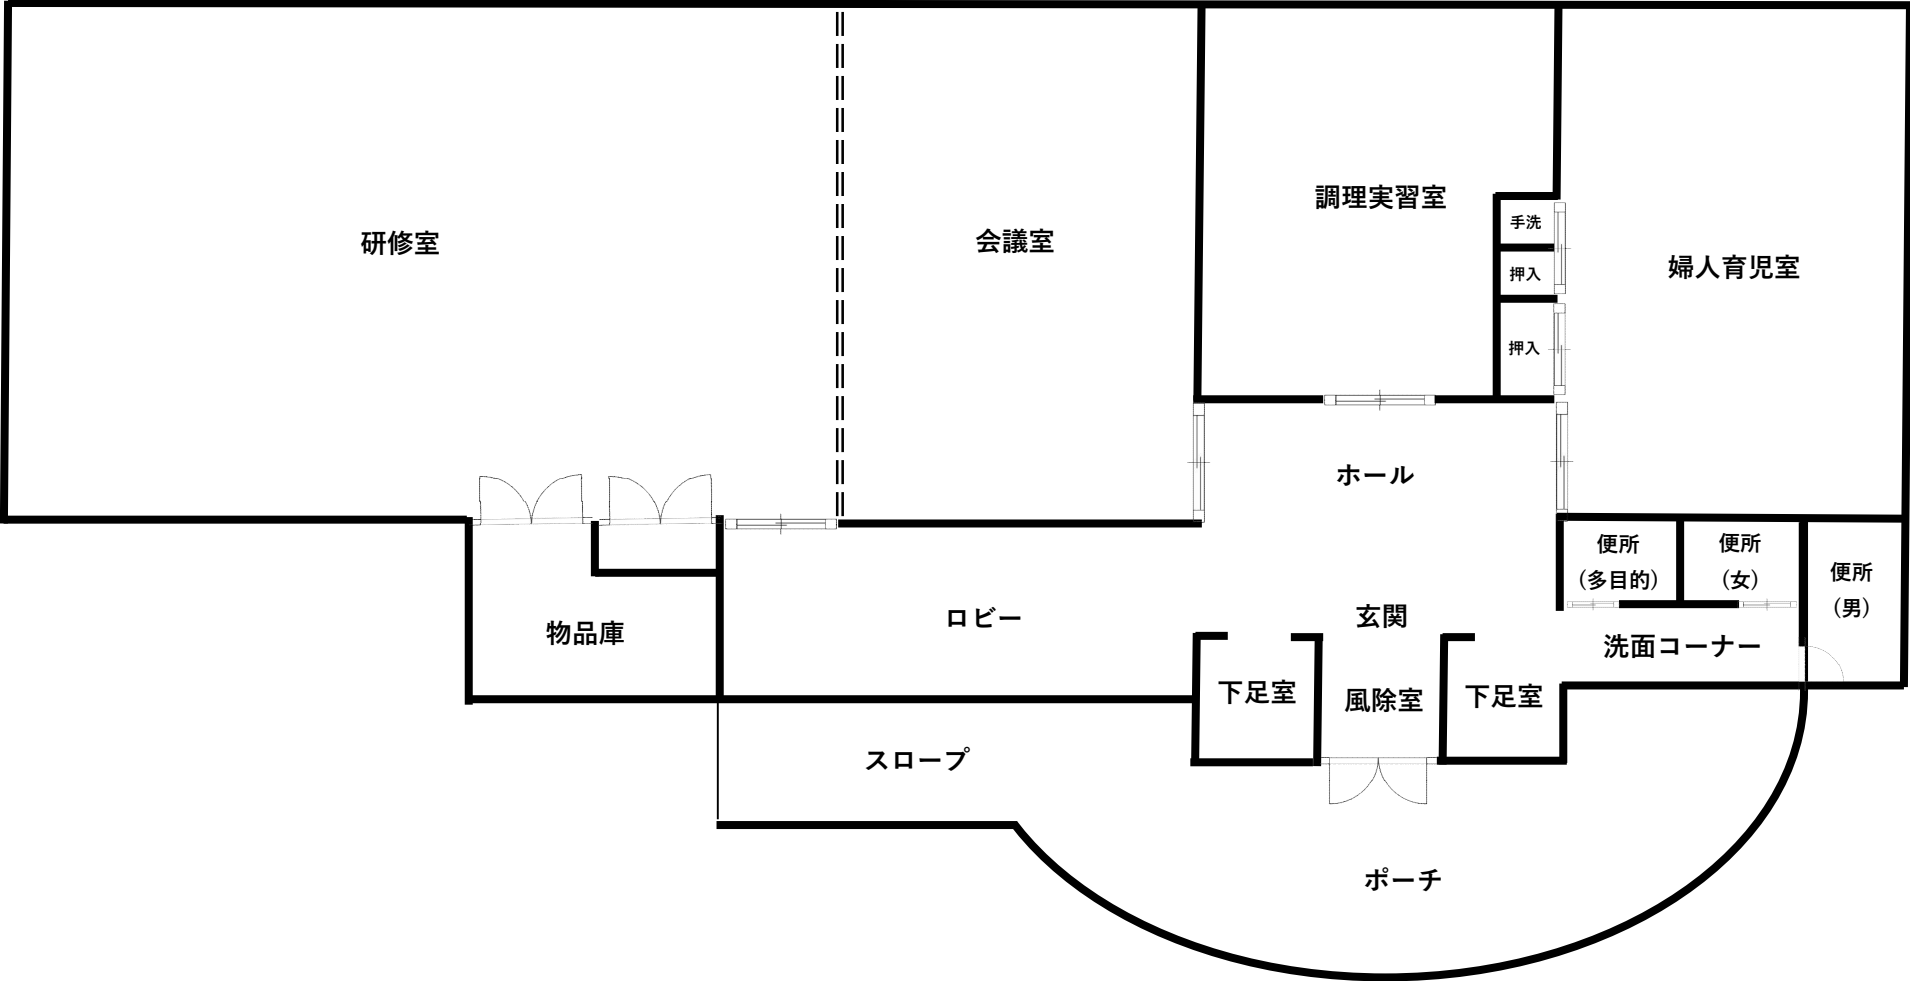 研修室
会議室
調理実習室
手洗
押入
押入
婦人育児室
ホール
便所
(多目的)
便所
(女)
便所
(男)
物品庫
ロビー
玄関
洗面コーナー
下足室
風除室
下足室
スロープ
ポーチ